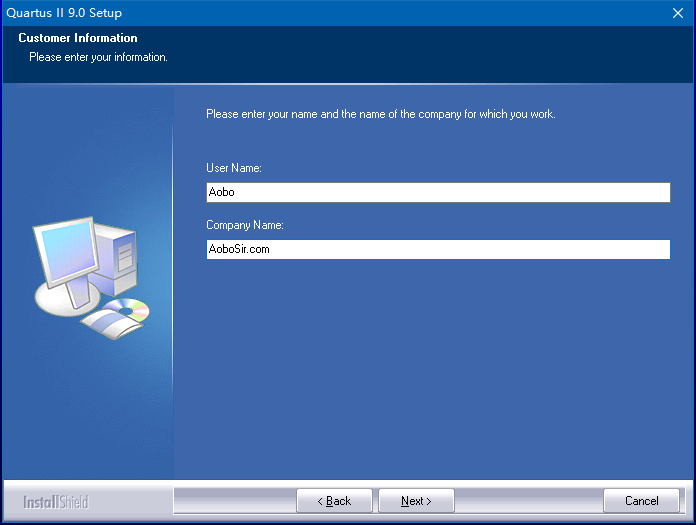 Quartus II 9.0 Setup
Customer Information
Please enter your information.
Please enter your name and the name of the company for which you work.
User Name:
Aobo
Company Name:
AoboSir.com
InstallShield
< Back
Next >
Cancel